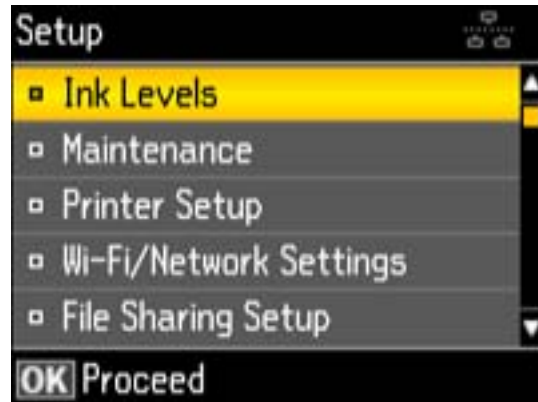 Setup
Ink Levels
Maintenance
Printer Setup
Wi-Fi/Network Settings
File Sharing Setup
OK Proceed